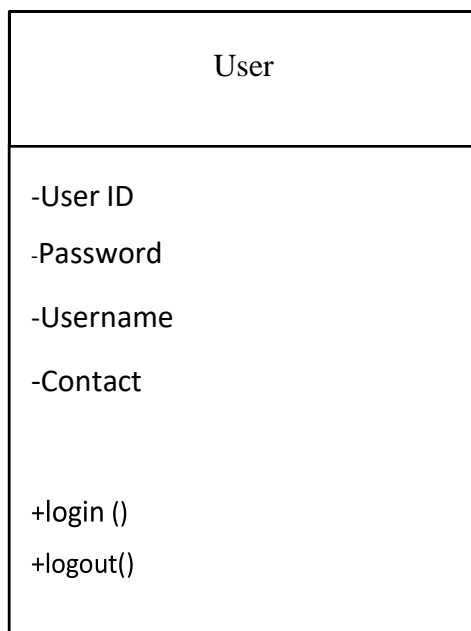 User
-User ID
-Password
-Username
-Contact
+login ()
+logout()